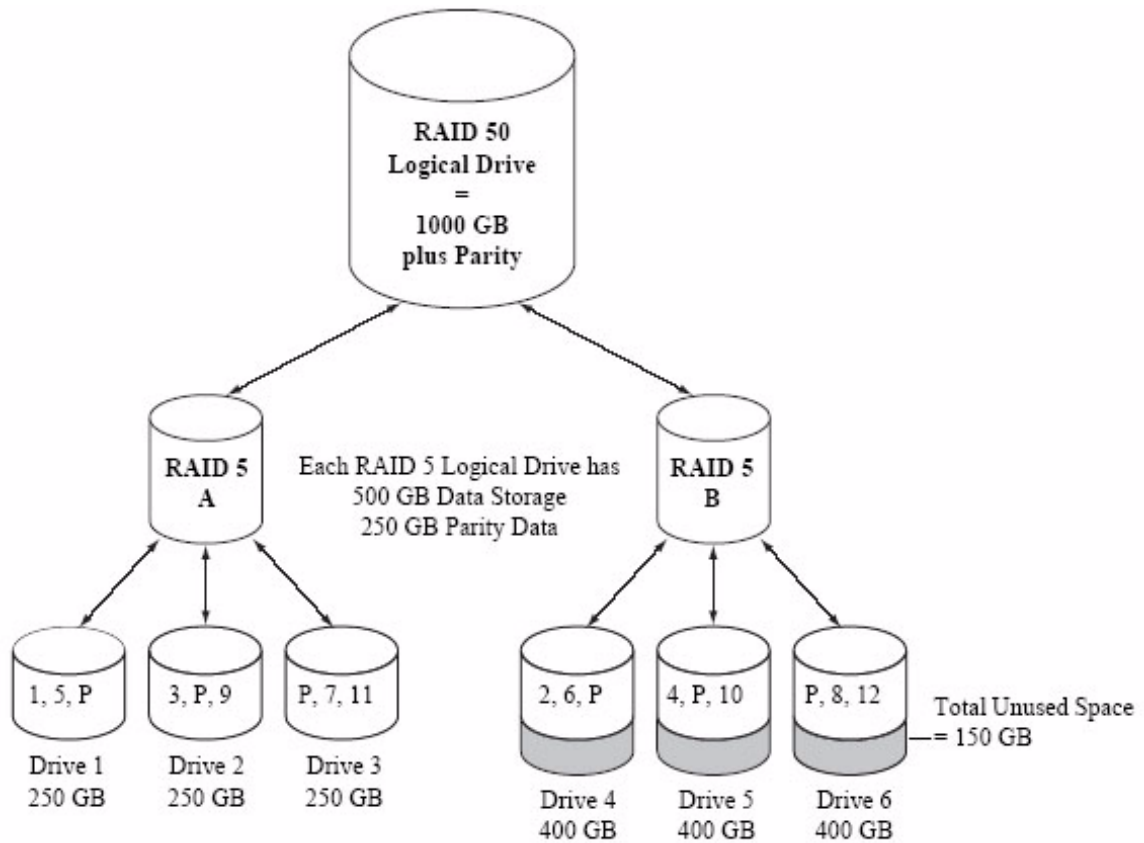 RAID 50
Logical Drive
=
1000 GB
plus Parity
RAID 5
A
Each RAID 5 Logical Drive has
500 GB Data Storage
250 GB Parity Data
RAID 5
B
1, 5, P
3, P, 9
P, 7, 11
2, 6, P
4, P, 10
P, 8, 12
Total Unused Space
= 150 GB
Drive 1
250 GB
Drive 2
250 GB
Drive 3
250 GB
Drive 4
400 GB
Drive 5
400 GB
Drive 6
400 GB